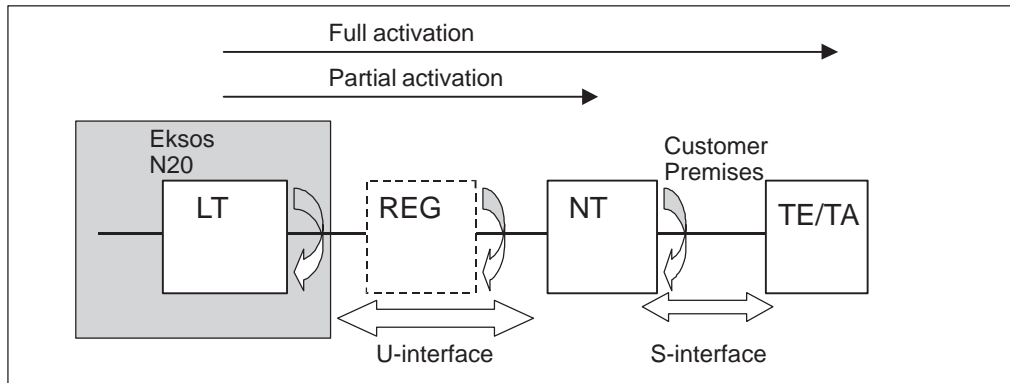 Full activation
Partial activation
Eksos
N20
Customer
Premises
LT
REG
NT
TE/TA
U-interface
S-interface